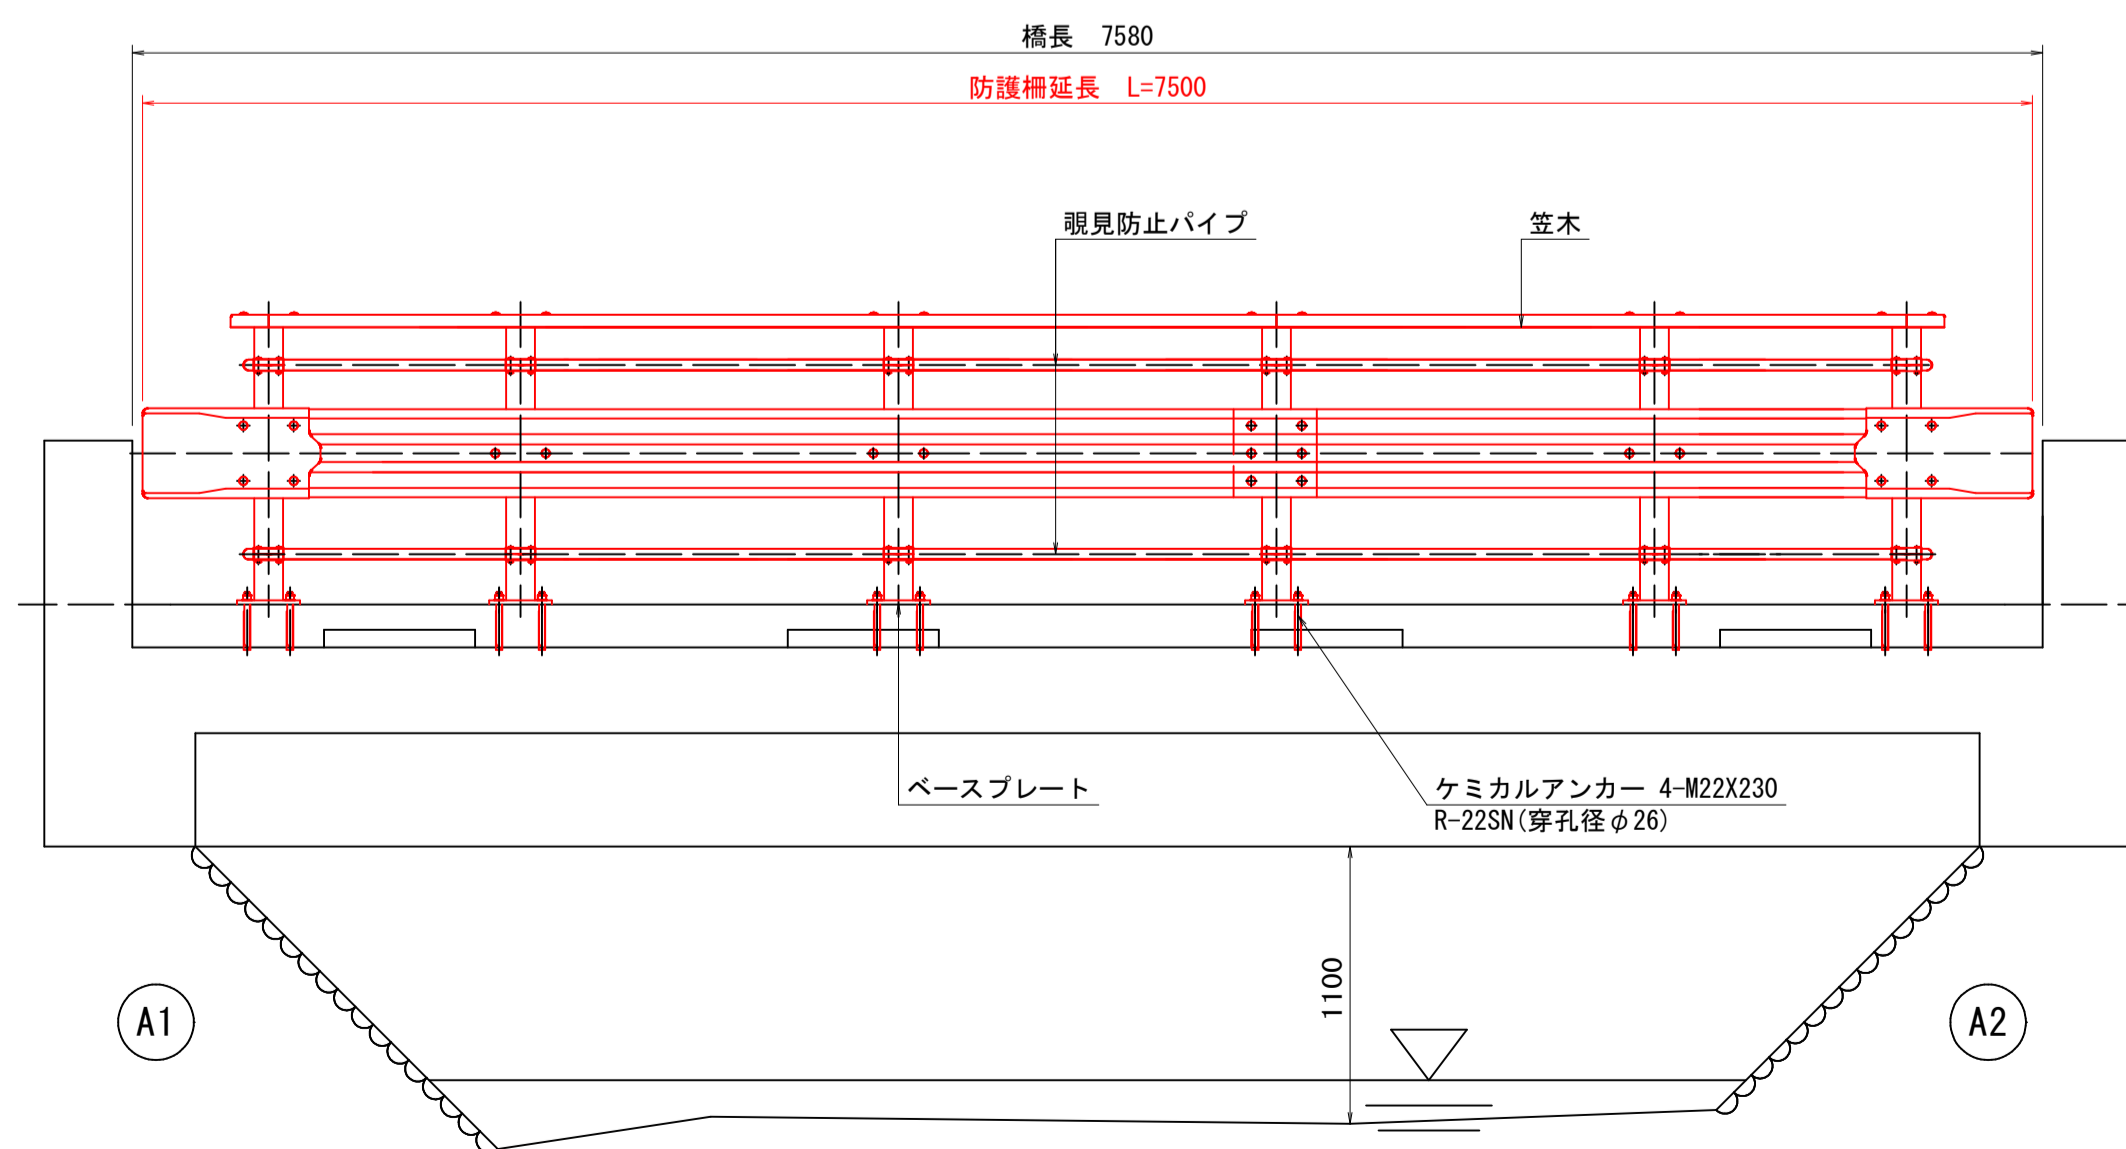 橋長　7580
防護柵延長　L=7500
覗見防止パイプ
笠木
ベースプレート
ケミカルアンカー 4-M22X230
R-22SN(穿孔径φ26)
1100
A1
A2